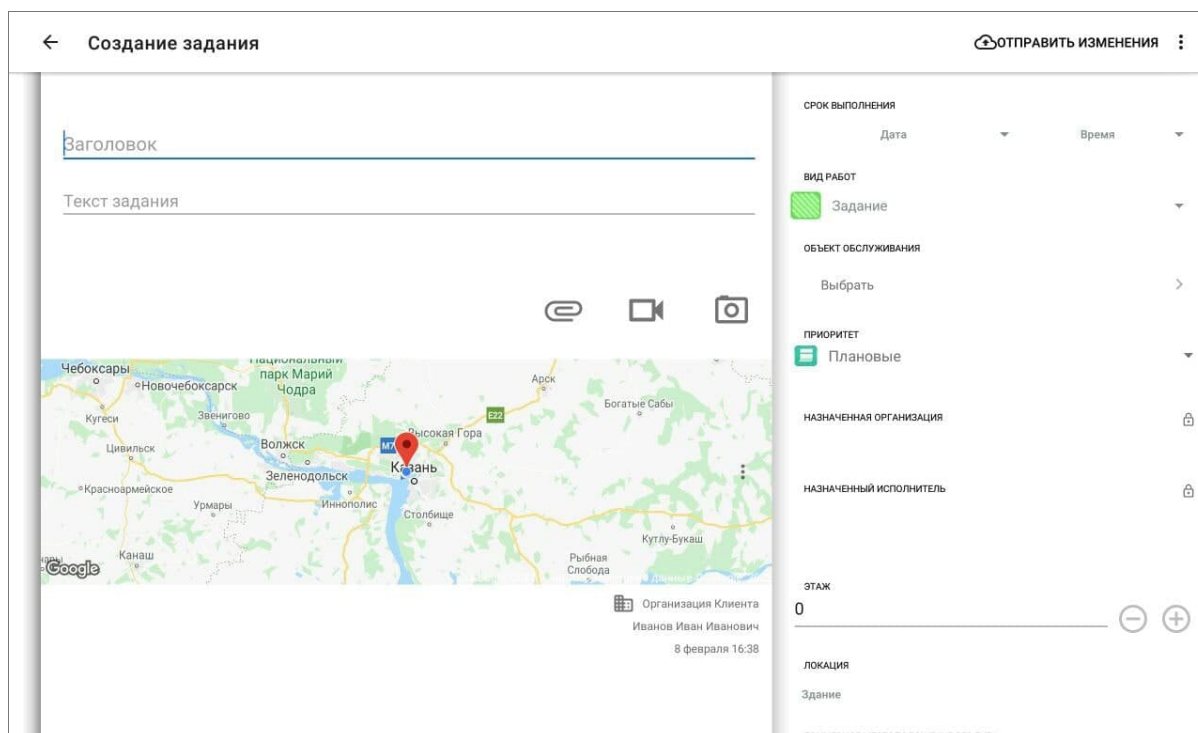 Создание задания
ОТПРАВИТЬ ИЗМЕНЕНИЯ
Заголовок
Текст задания
Чебоксары
Новочебоксарск
Кугеси
Звенигово
Цивильск
Красноармейское
Урмары
Канаш
Национальный
парк Марий
Чодра
Волжск
Зеленодольск
Иннополис
M7
Казань
Столбище
Высокая Гора
E22
Арск
Богатые Сабы
Кутлу-Букаш
Рыбная
Слобода
Google
Организация Клиента
Иванов Иван Иванович
8 февраля 16:38
СРОК ВЫПОЛНЕНИЯ
Дата Время
ВИД РАБОТ
Задание
ОБЪЕКТ ОБСЛУЖИВАНИЯ
Выбрать
ПРИОРИТЕТ
Плановые
НАЗНАЧЕННАЯ ОРГАНИЗАЦИЯ
НАЗНАЧЕННЫЙ ИСПОЛНИТЕЛЬ
ЭТАЖ
0
ЛОКАЦИЯ
Здание